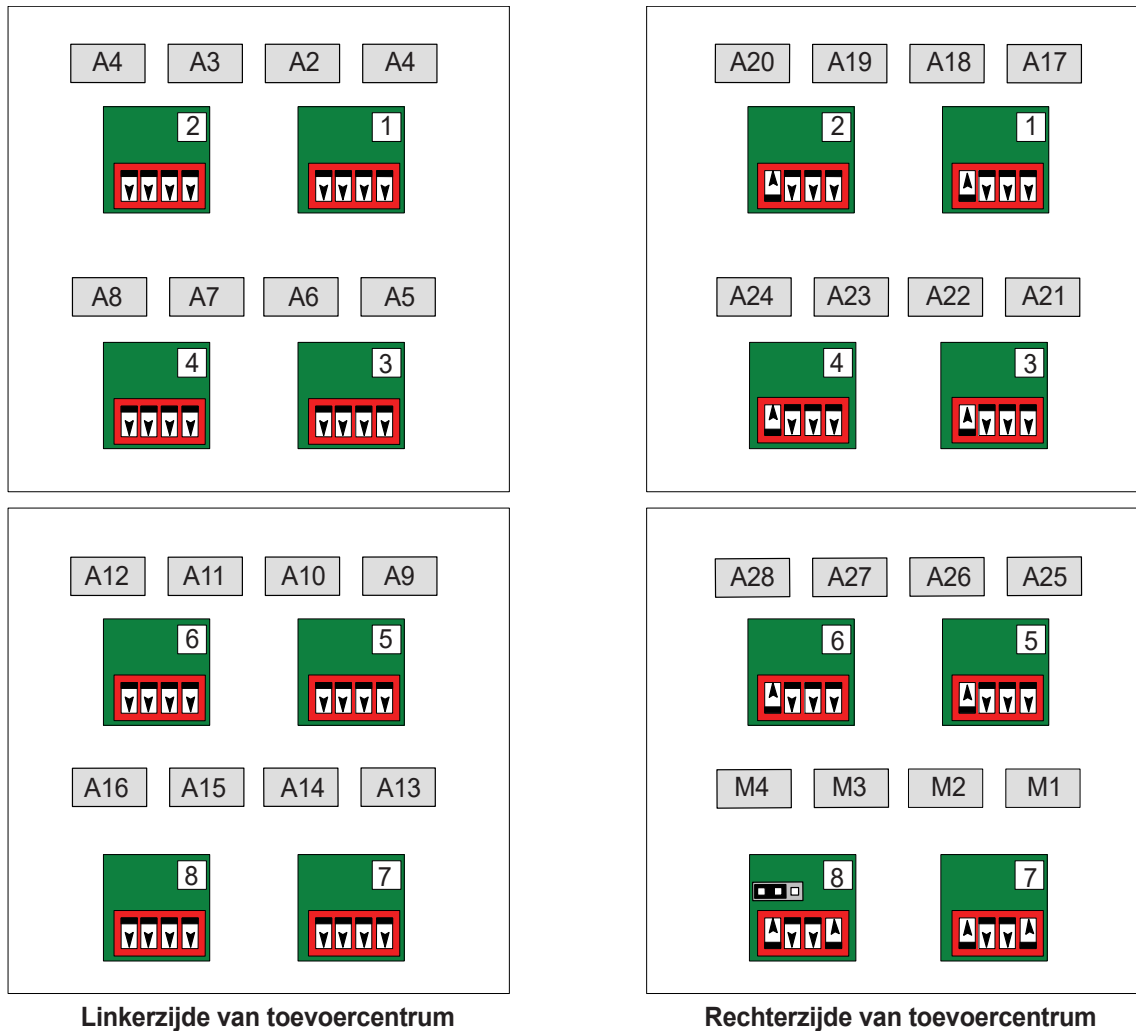 A4 A3 A2 A4
2 1
A8 A7 A6 A5
4 3
A12 A11 A10 A9
6 5
A16 A15 A14 A13
8 7
Linkerzijde van toevoercentrum
A20 A19 A18 A17
2 1
A24 A23 A22 A21
4 3
A28 A27 A26 A25
6 5
M4 M3 M2 M1
8 7
Rechterzijde van toevoercentrum